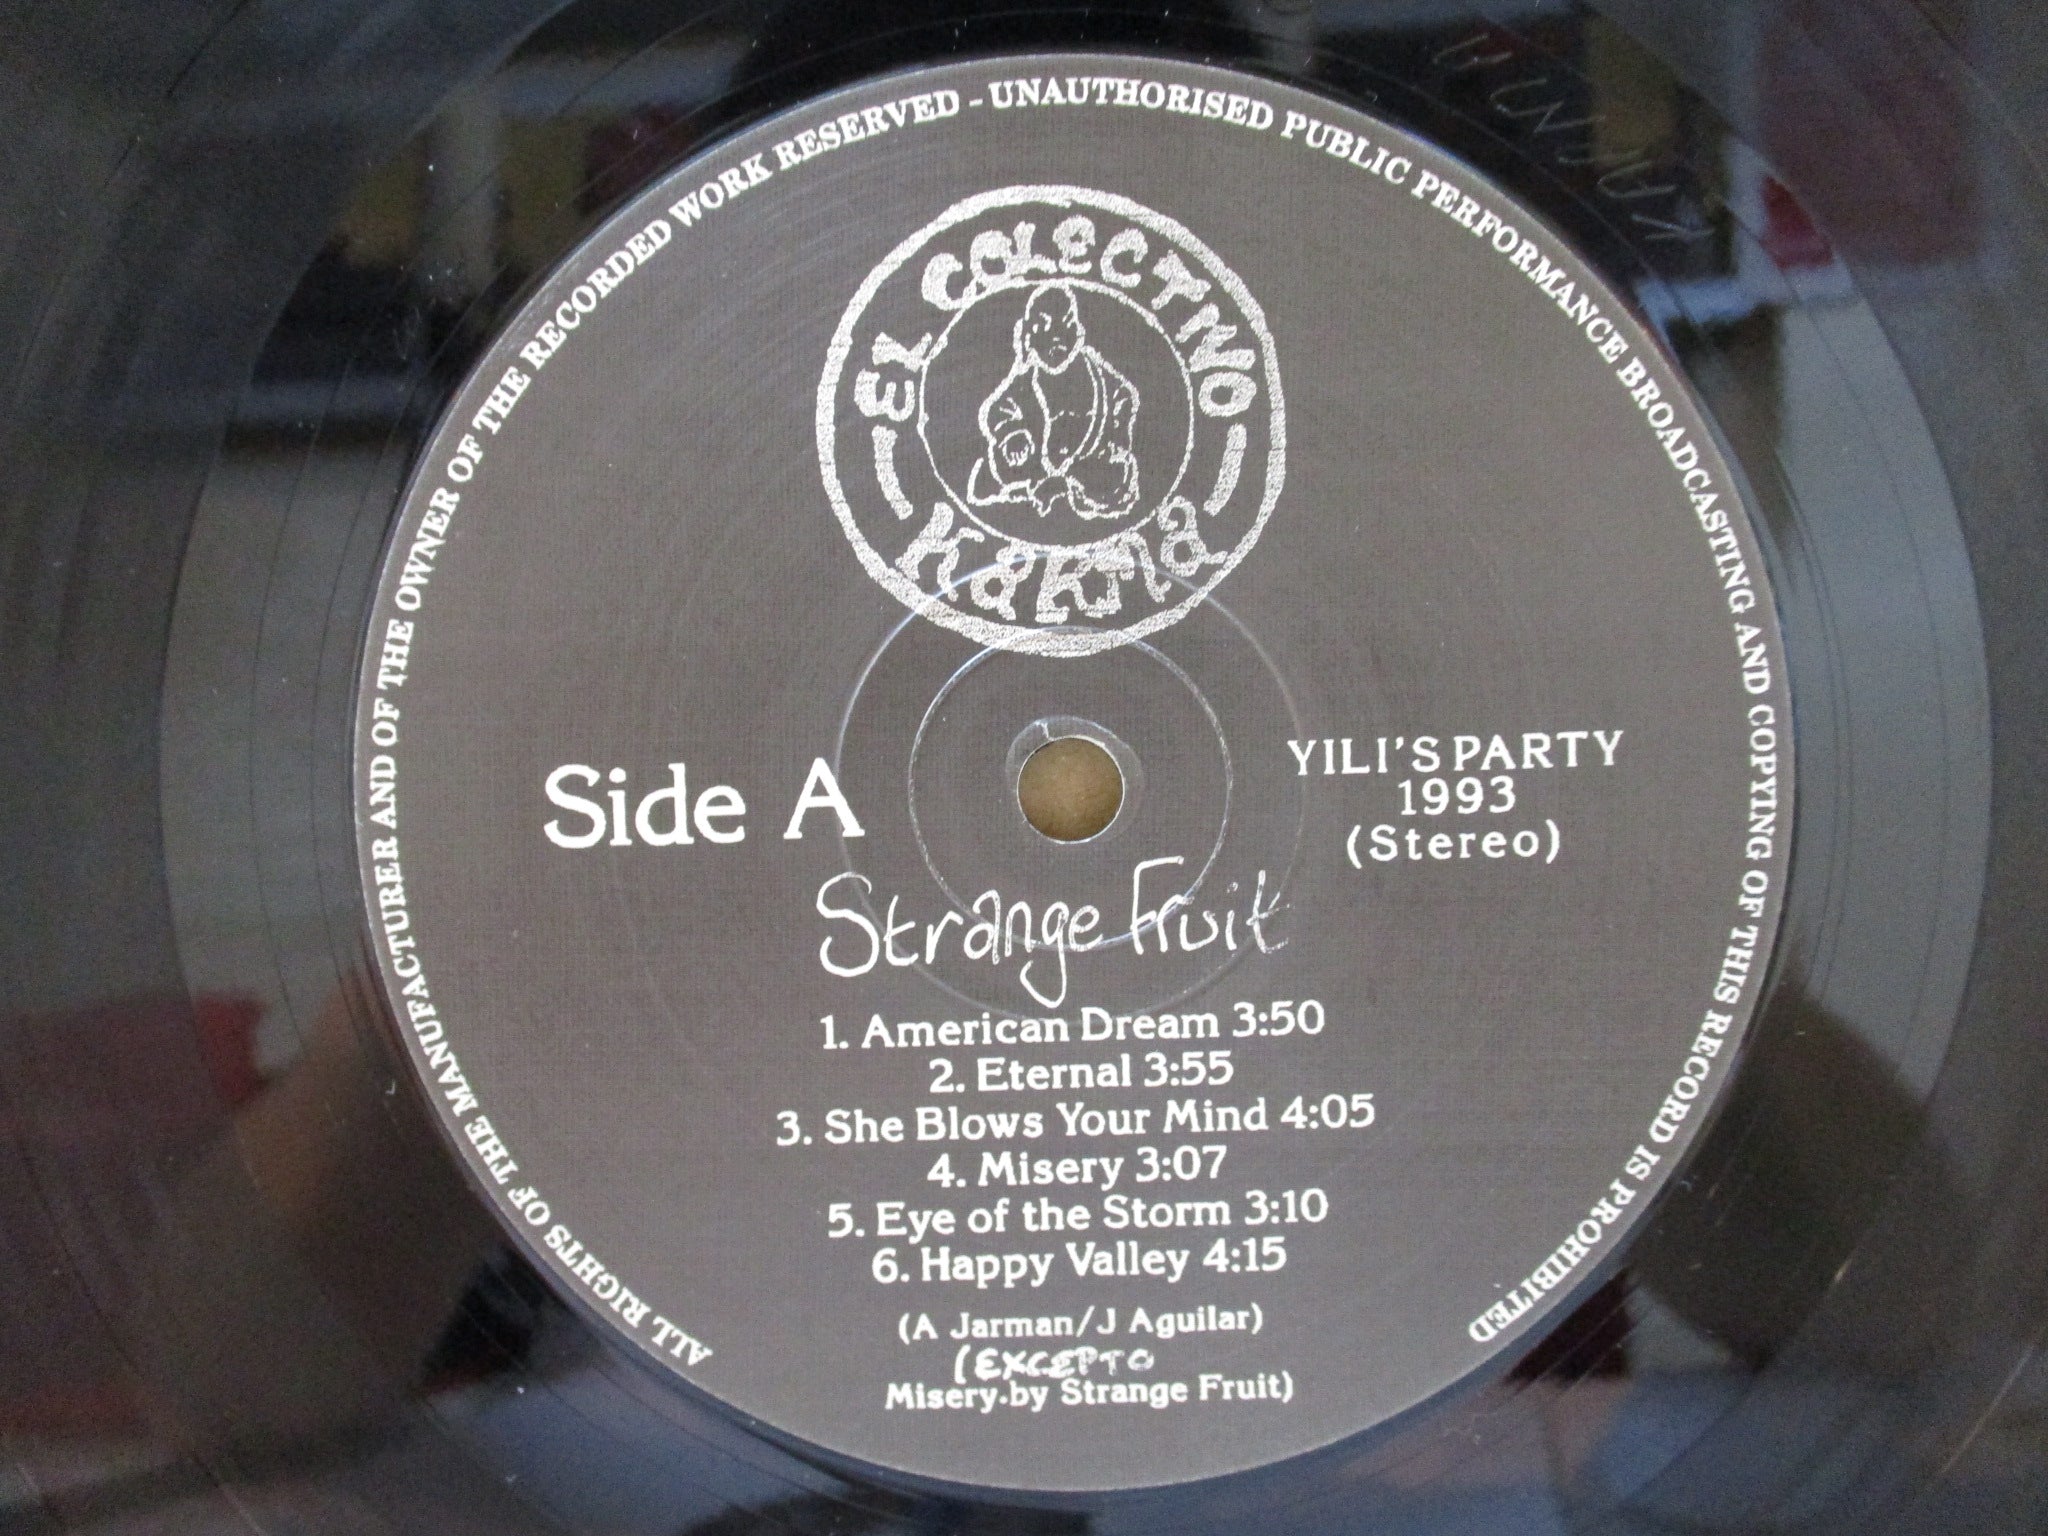 ALL RIGHTS OF THE MANUFACTURER AND OF THE OWNER OF THE RECORDED WORK RESERVED - UNAUTHORISED PUBLIC PERFORMANCE BROADCASTING AND COPYING OF THIS RECORD IS PROHIBITED
EL COLECTIVO
Karma
Side A
YILI'S PARTY
1993
(Stereo)
Strange Fruit
1. American Dream 3:50
2. Eternal 3:55
3. She Blows Your Mind 4:05
4. Misery 3:07
5. Eye of the Storm 3:10
6. Happy Valley 4:15
(A Jarman/J Aguilar)
(EXCEPTO
Misery.by Strange Fruit)